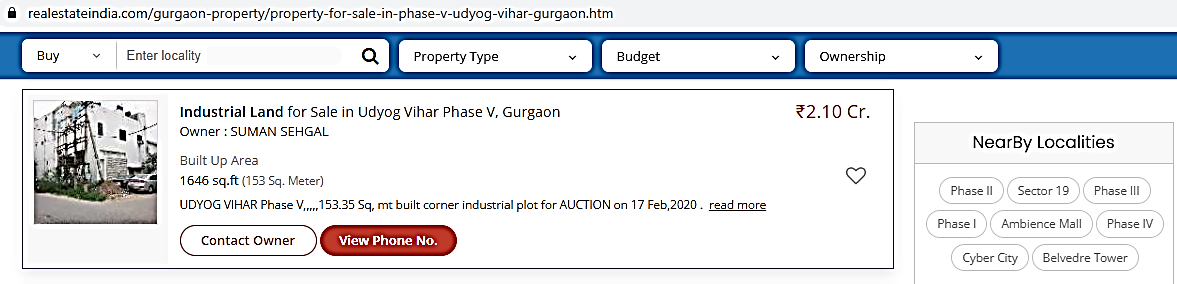 realestateindia.com/gurgaon-property/property-for-sale-in-phase-v-udyog-vihar-gurgaon.htm
Buy Enter locality Property Type Budget Ownership
Industrial Land for Sale in Udyog Vihar Phase V, Gurgaon ₹2.10 Cr.
Owner : SUMAN SEHGAL
Built Up Area
1646 sq.ft (153 Sq. Meter)
UDYOG VIHAR Phase V,,,,,153.35 Sq, mt built corner industrial plot for AUCTION on 17 Feb,2020 . read more
Contact Owner View Phone No.
NearBy Localities
Phase II Sector 19 Phase III
Phase I Ambience Mall Phase IV
Cyber City Belvedre Tower